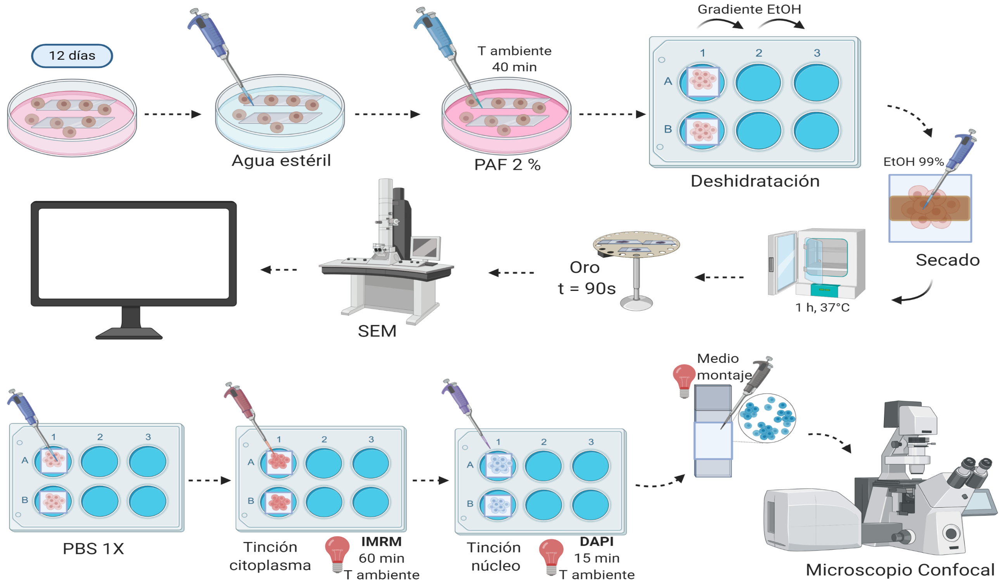 Gradiente EtOH
12 días
T ambiente
40 min
1 2 3
A
B
Agua estéril
PAF 2 %
Deshidratación
EtOH 99%
Secado
1 h, 37°C
Oro
t = 90s
SEM
Medio
montaje
1 2 3
A
B
PBS 1X
1 2 3
A
B
Tinción
citoplasma
IMRM
60 min
T ambiente
1 2 3
A
B
Tinción
núcleo
DAPI
15 min
T ambiente
Microscopio Confocal